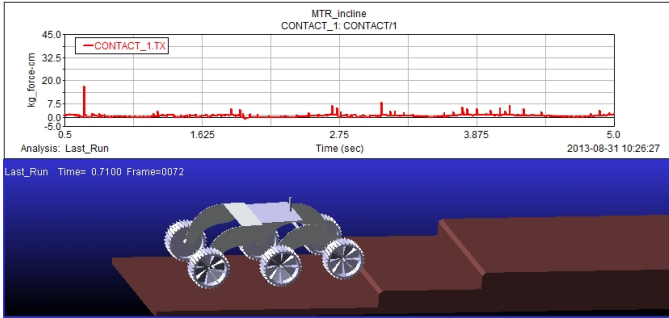 MTR_incline
CONTACT_1: CONTACT/1
45.0
32.5
20.0
7.5
0.0
-5.0
kg_force-cm
CONTACT_1.TX
0.5
1.625
2.75
3.875
5.0
Analysis: Last_Run
Time (sec)
2013-08-31 10:26:27
Last_Run Time= 0.7100 Frame=0072